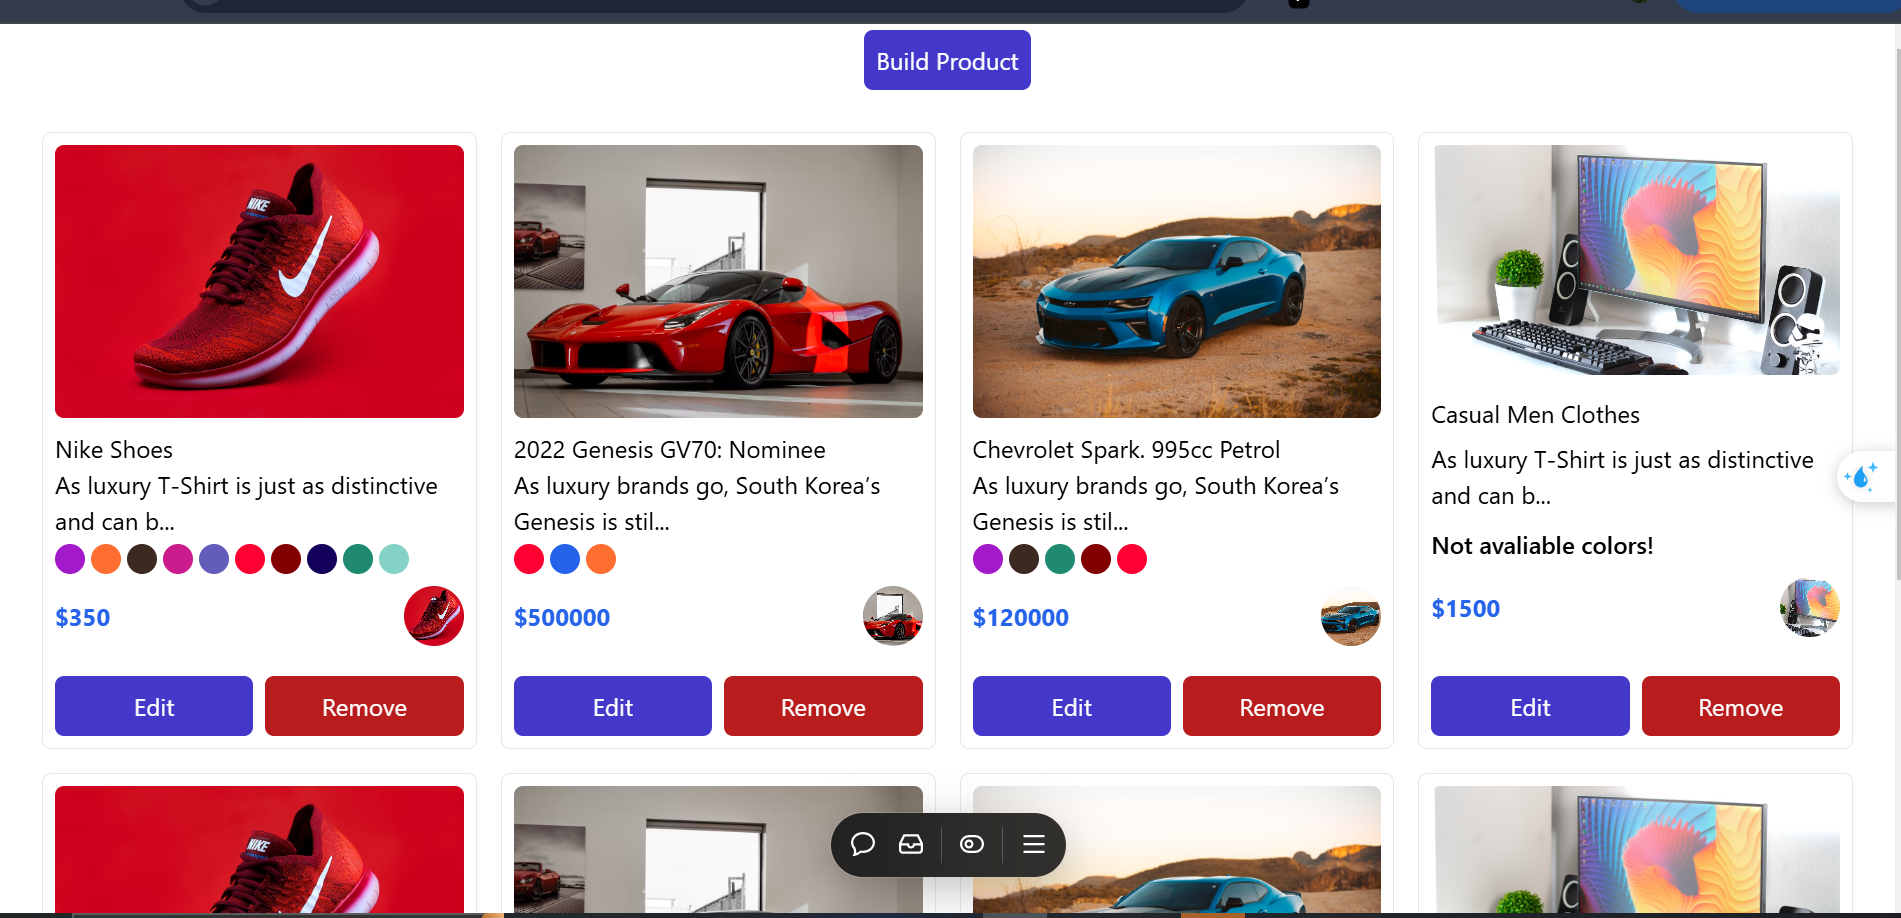 Build Product
NIKE
Nike Shoes
As luxury T-Shirt is just as distinctive
and can b...
$350
Edit
Remove
2022 Genesis GV70: Nominee
As luxury brands go, South Korea’s
Genesis is stil...
$500000
Edit
Remove
Chevrolet Spark. 995cc Petrol
As luxury brands go, South Korea’s
Genesis is stil...
$120000
Edit
Remove
Casual Men Clothes
As luxury T-Shirt is just as distinctive
and can b...
Not avaliable colors!
$1500
Edit
Remove
NIKE